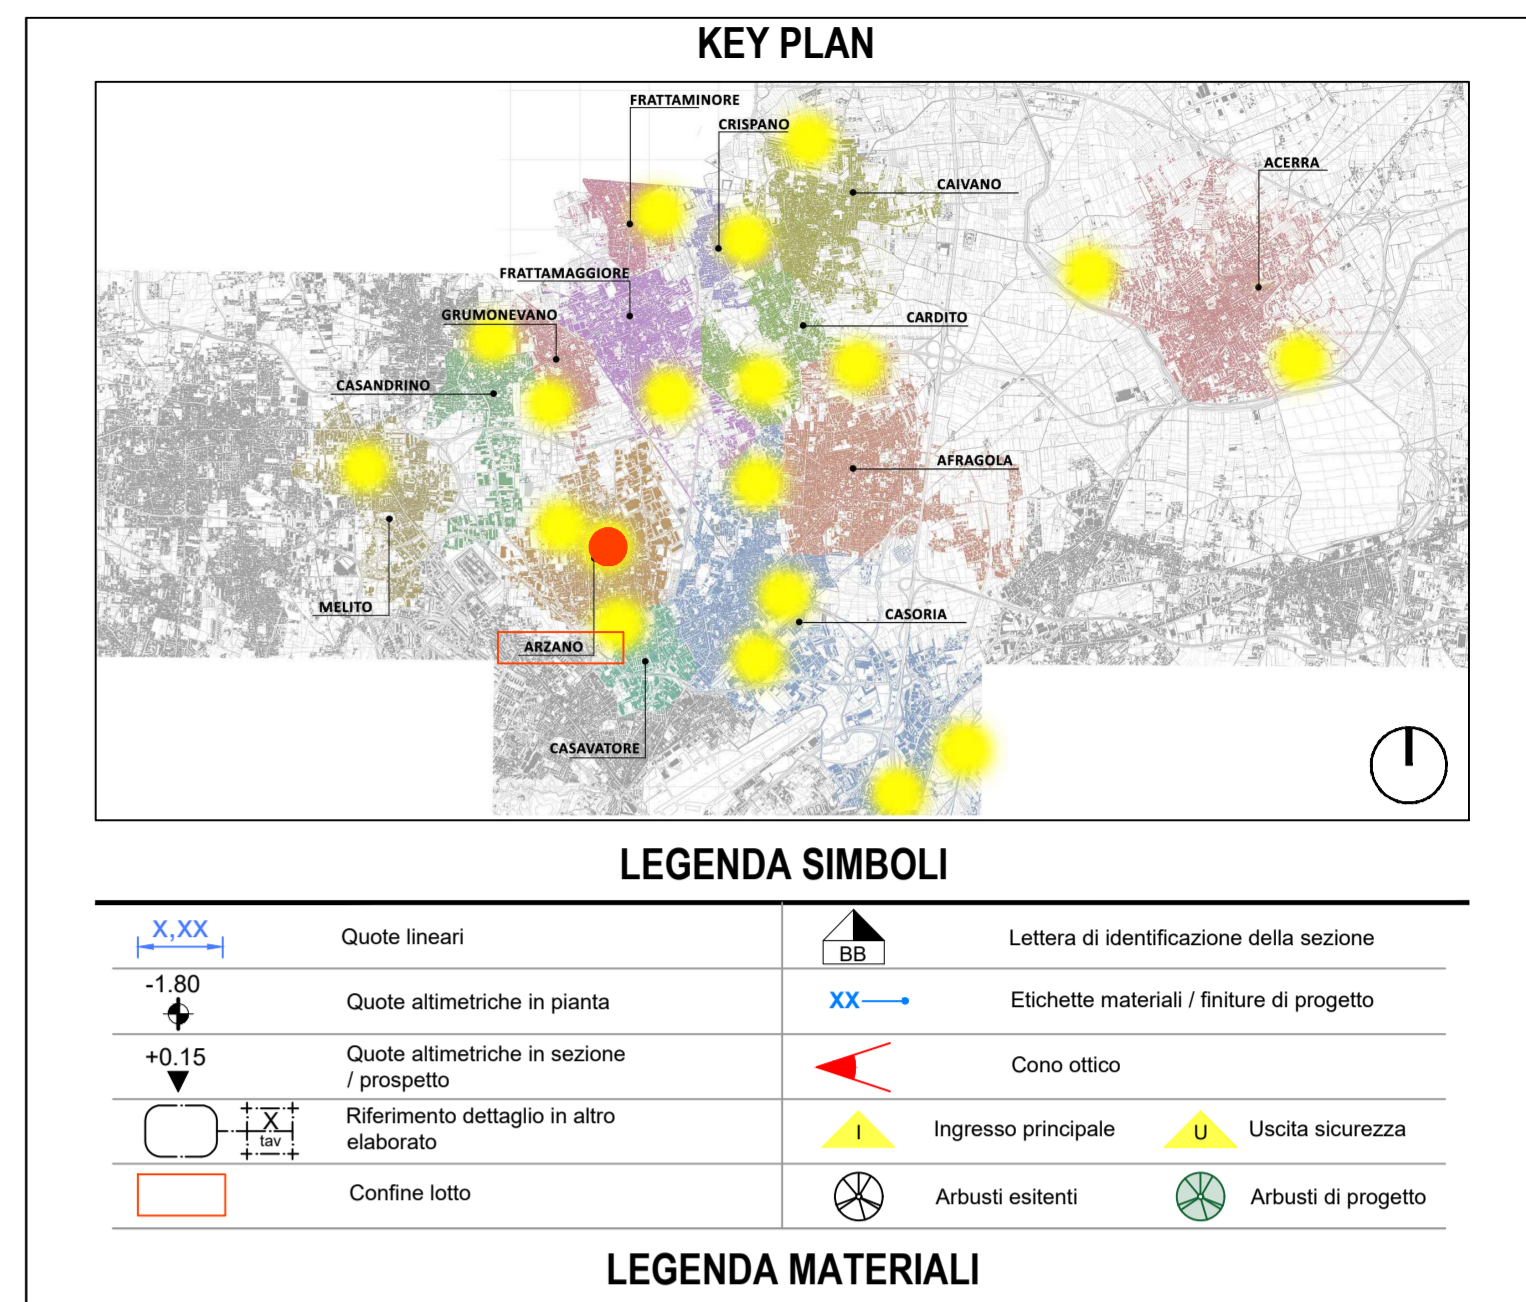 KEY PLAN
FRATTAMINORE
CRISPANO
ACERRA
CAIVANO
FRATTAMAGGIORE
GRUMONEVANO
CARDITO
CASANDRINO
AFRAGOLA
MELITO
CASORIA
ARZANO
CASAVATORE
LEGENDA SIMBOLI
X,XX Quote lineari
BB Lettera di identificazione della sezione
-1.80 Quote altimetriche in pianta
XX Etichette materiali / finiture di progetto
+0.15 Quote altimetriche in sezione
/ prospetto
Cono ottico
X tav Riferimento dettaglio in altro
elaborato
I Ingresso principale
U Uscita sicurezza
Confine lotto
Arbusti esitenti
Arbusti di progetto
LEGENDA MATERIALI